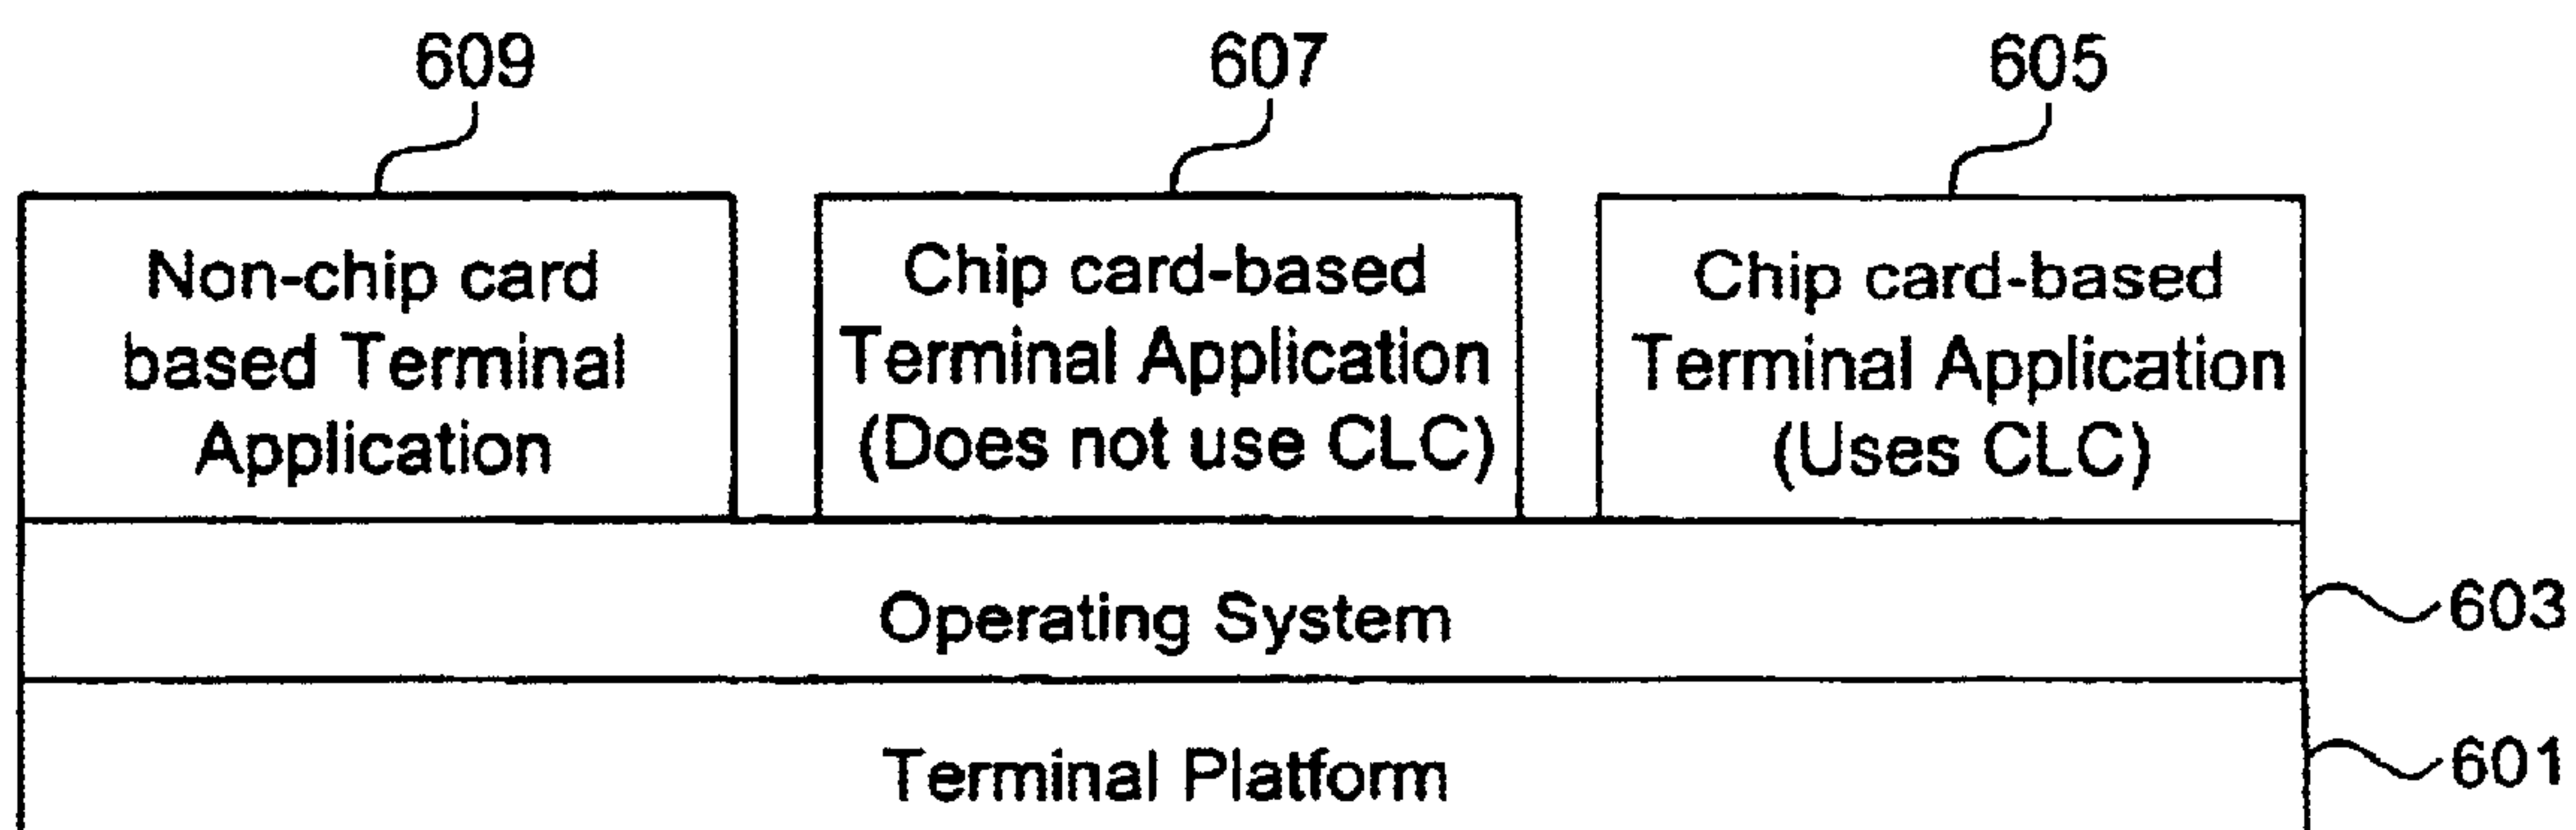 609
607
605
Non-chip card
based Terminal
Application
Chip card-based
Terminal Application
(Does not use CLC)
Chip card-based
Terminal Application
(Uses CLC)
Operating System
603
Terminal Platform
601